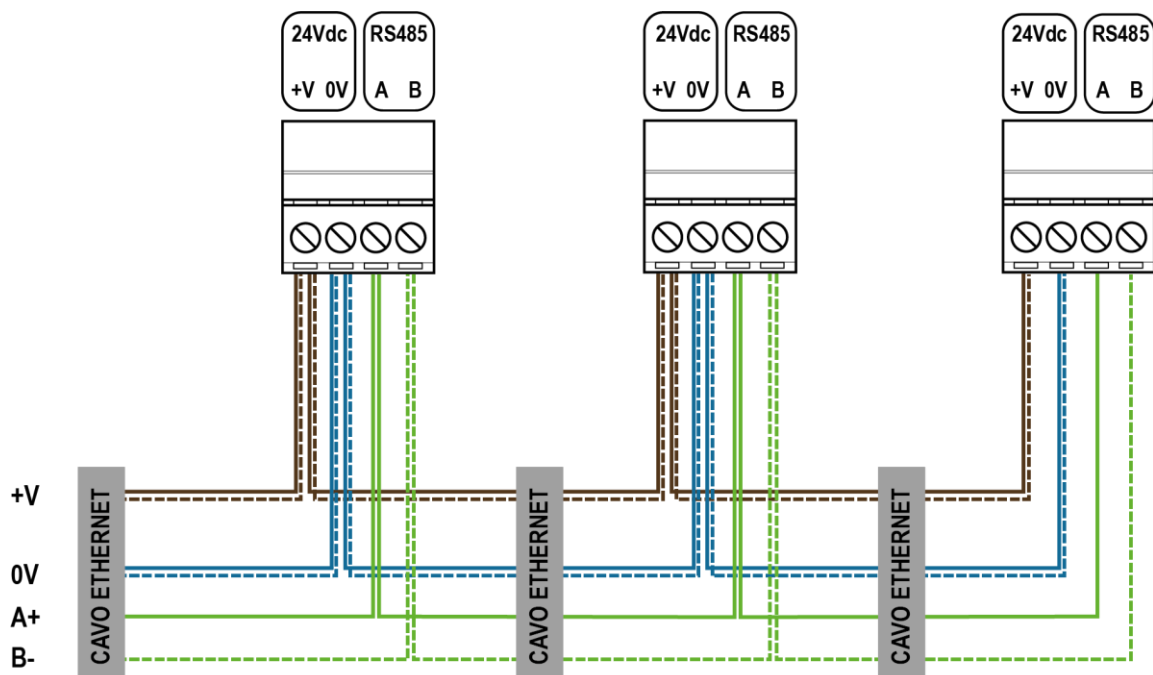 24Vdc RS485
+V 0V A B
24Vdc RS485
+V 0V A B
24Vdc RS485
+V 0V A B
+V
0V
A+
B-
CAVO ETHERNET
CAVO ETHERNET
CAVO ETHERNET